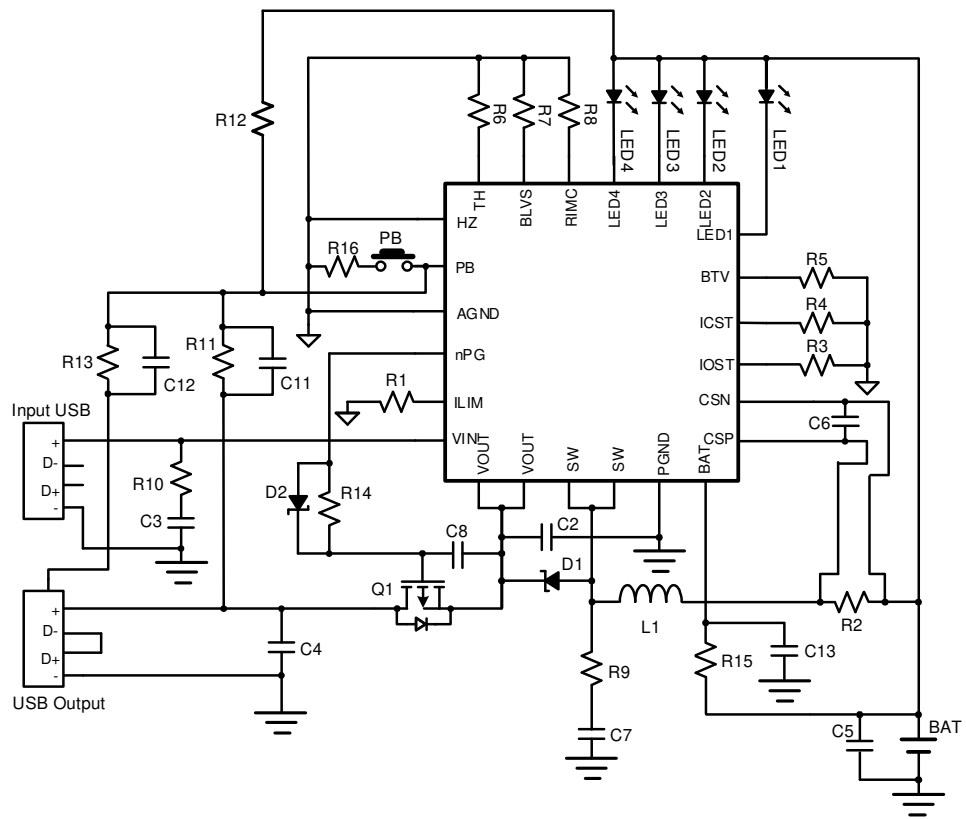 R12
R6
R7
R8
LED4
LED3
LED2
LED1
TH
BLVS
RIMC
LED4
LED3
LED2
LED1
HZ
R16
PB
PB
BTV
R5
AGND
ICST
R4
nPG
IOST
R3
R13
C12
R11
C11
R1
ILIM
CSN
C6
CSP
Input USB
+
D-
D+
-
VIN
VOUT
VOUT
SW
SW
PGND
BAT
R10
C3
D2
R14
C8
C2
D1
Q1
USB Output
+
D-
D+
-
C4
L1
R2
R9
C7
R15
C13
C5
BAT